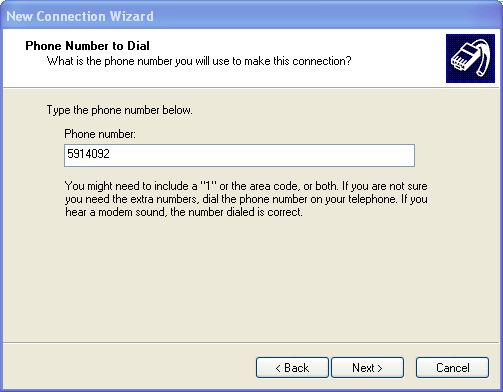 New Connection Wizard
Phone Number to Dial
What is the phone number you will use to make this connection?
Type the phone number below.
Phone number:
5914092
You might need to include a "1" or the area code, or both. If you are not sure
you need the extra numbers, dial the phone number on your telephone. If you
hear a modem sound, the number dialed is correct.
< Back
Next >
Cancel